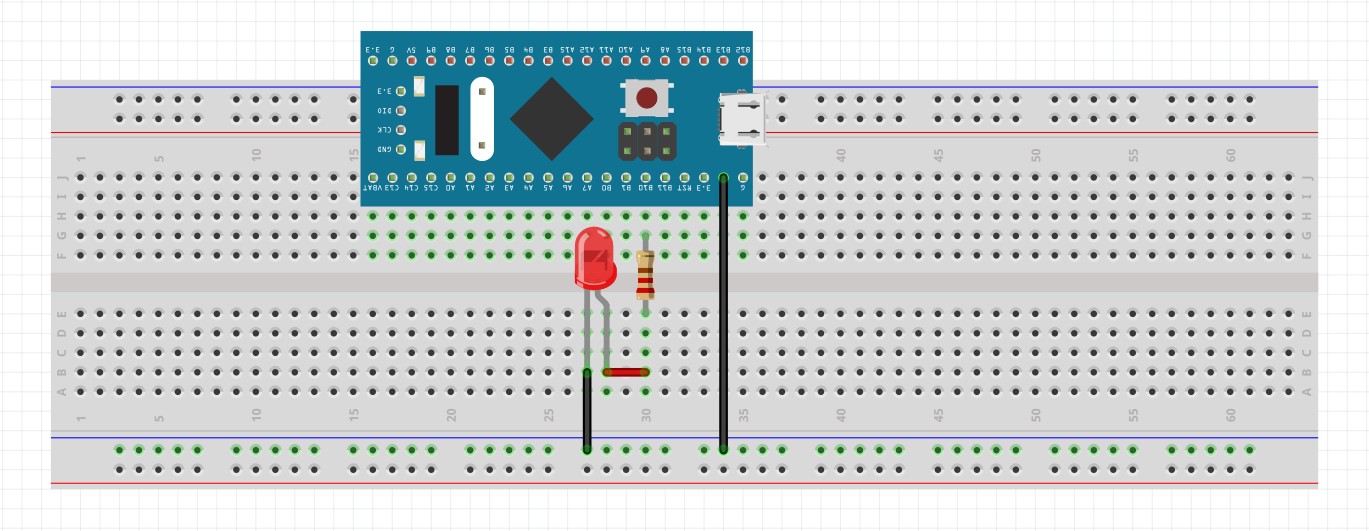 3.3 G 5V B9 B8 B7 B6 B5 B4 B3 A15 A12 A11 A10 A9 A8 B15 B14 B13 B12
3.3
DIO
CLK
GND
1 5 10 15 40 45 50 55 60
J J
VBAT C13 C14 C15 A0 A1 A2 A3 A4 A5 A6 A7 B0 B1 B10 B11 RST 3.3 G
I I
H H
G G
F F
E E
D D
C C
B B
A A
1 5 10 15 20 25 30 35 40 45 50 55 60